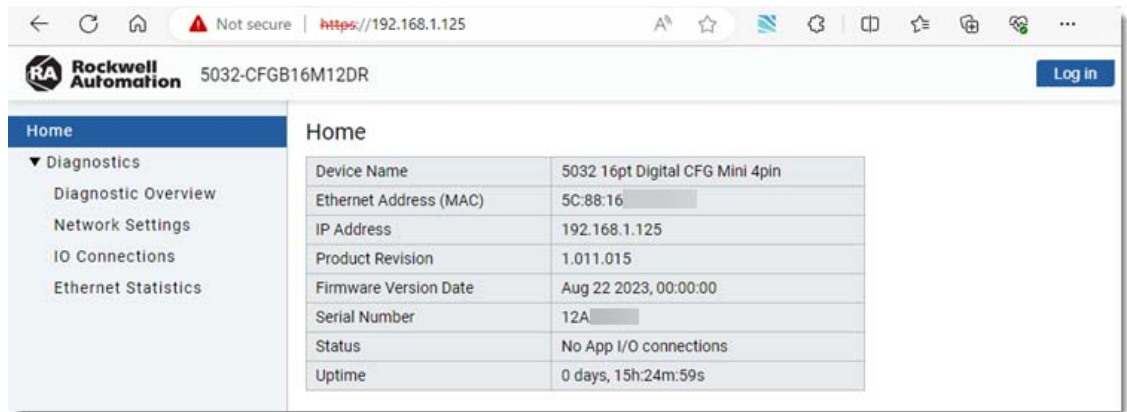 Not secure | https://192.168.1.125
RA Rockwell Automation 5032-CFGB16M12DR Log in
Home
▼ Diagnostics
Diagnostic Overview
Network Settings
IO Connections
Ethernet Statistics
Home
Device Name 5032 16pt Digital CFG Mini 4pin
Ethernet Address (MAC) 5C:88:16
IP Address 192.168.1.125
Product Revision 1.011.015
Firmware Version Date Aug 22 2023, 00:00:00
Serial Number 12A
Status No App I/O connections
Uptime 0 days, 15h:24m:59s